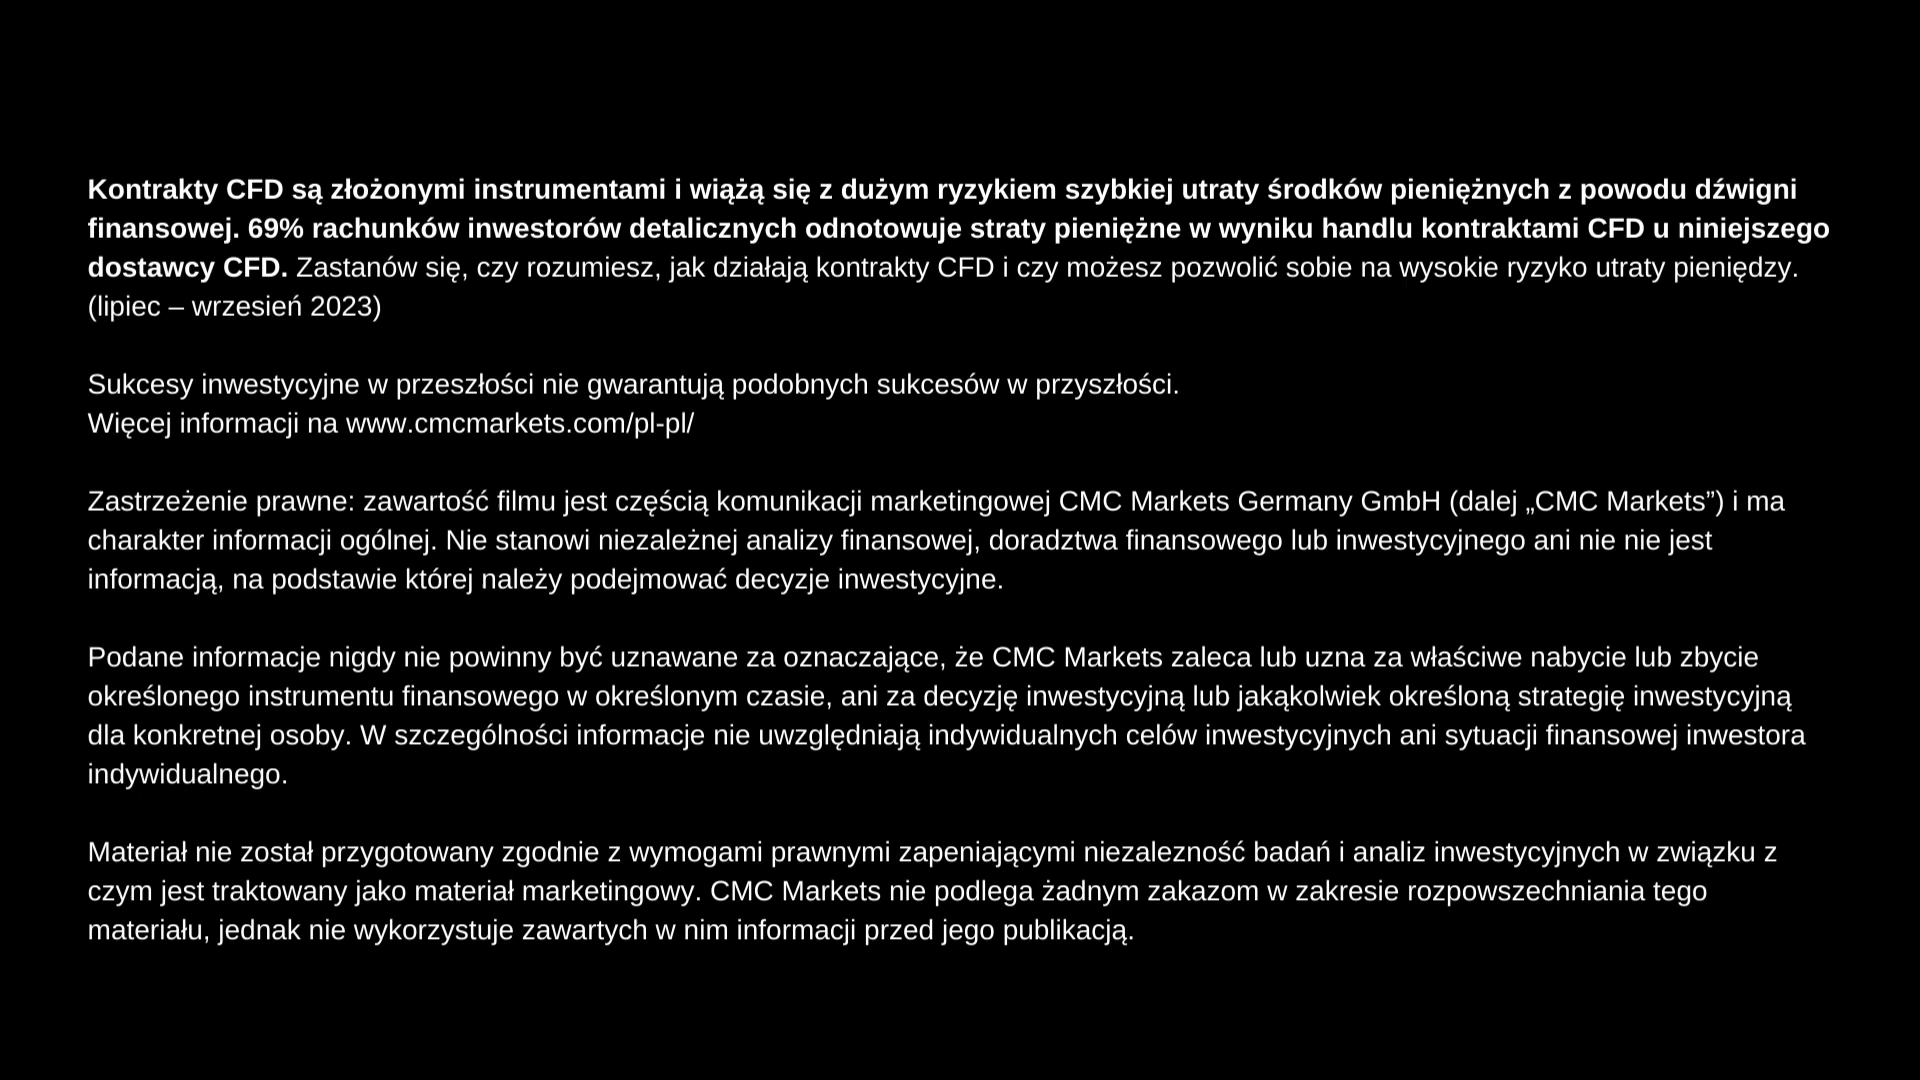 Kontrakty CFD są złożonymi instrumentami i wiążą się z dużym ryzykiem szybkiej utraty środków pieniężnych z powodu dźwigni
finansowej. 69% rachunków inwestorów detalicznych odnotowuje straty pieniężne w wyniku handlu kontraktami CFD u niniejszego
dostawcy CFD. Zastanów się, czy rozumiesz, jak działają kontrakty CFD i czy możesz pozwolić sobie na wysokie ryzyko utraty pieniędzy.
(lipiec – wrzesień 2023)
Sukcesy inwestycyjne w przeszłości nie gwarantują podobnych sukcesów w przyszłości.
Więcej informacji na www.cmcmarkets.com/pl-pl/
Zastrzeżenie prawne: zawartość filmu jest częścią komunikacji marketingowej CMC Markets Germany GmbH (dalej „CMC Markets”) i ma
charakter informacji ogólnej. Nie stanowi niezależnej analizy finansowej, doradztwa finansowego lub inwestycyjnego ani nie nie jest
informacją, na podstawie której należy podejmować decyzje inwestycyjne.
Podane informacje nigdy nie powinny być uznawane za oznaczające, że CMC Markets zaleca lub uzna za właściwe nabycie lub zbycie
określonego instrumentu finansowego w określonym czasie, ani za decyzję inwestycyjną lub jakąkolwiek określoną strategię inwestycyjną
dla konkretnej osoby. W szczególności informacje nie uwzględniają indywidualnych celów inwestycyjnych ani sytuacji finansowej inwestora
indywidualnego.
Materiał nie został przygotowany zgodnie z wymogami prawnymi zapeniającymi niezalezność badań i analiz inwestycyjnych w związku z
czym jest traktowany jako materiał marketingowy. CMC Markets nie podlega żadnym zakazom w zakresie rozpowszechniania tego
materiału, jednak nie wykorzystuje zawartych w nim informacji przed jego publikacją.